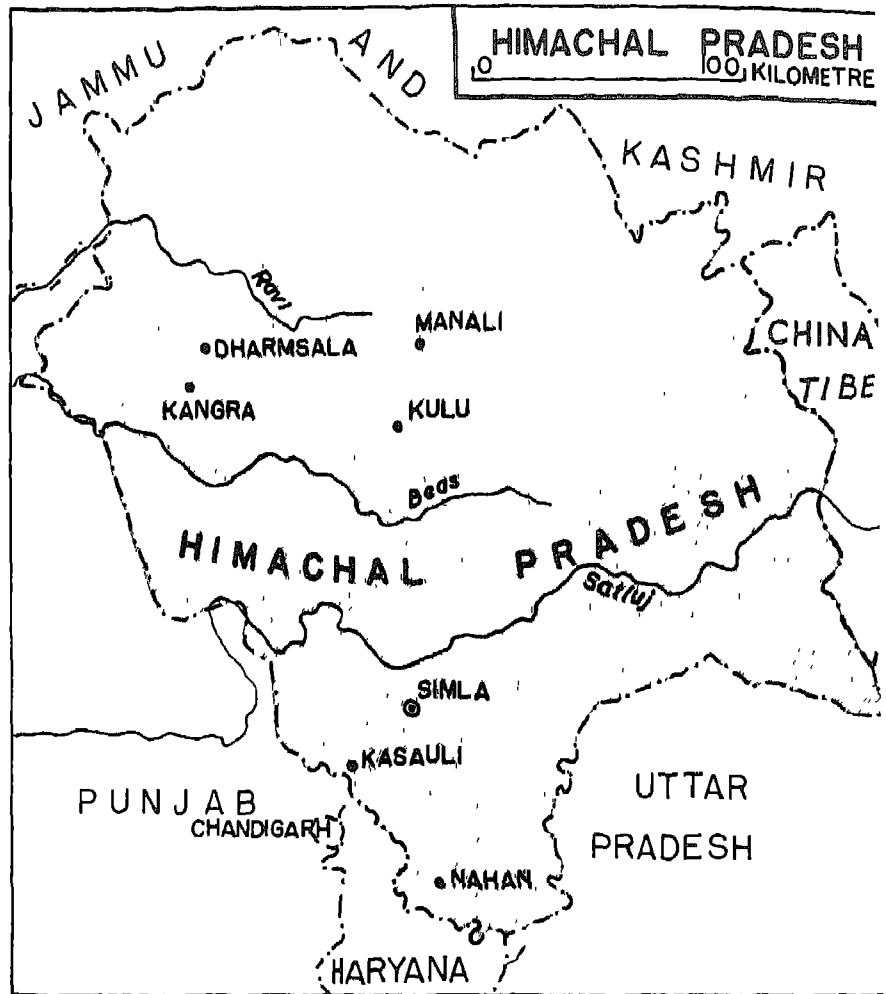 HIMACHAL PRADESH
0 100 KILOMETRE
JAMMU AND
KASHMIR
Ravi
MANALI
DHARMSALA
CHINA
KANGRA
KULU
TIBE
Beas
HIMACHAL PRADESH
Satluj
SIMLA
KASAULI
PUNJAB
UTTAR
CHANDIGARH
PRADESH
NAHAN
HARYANA